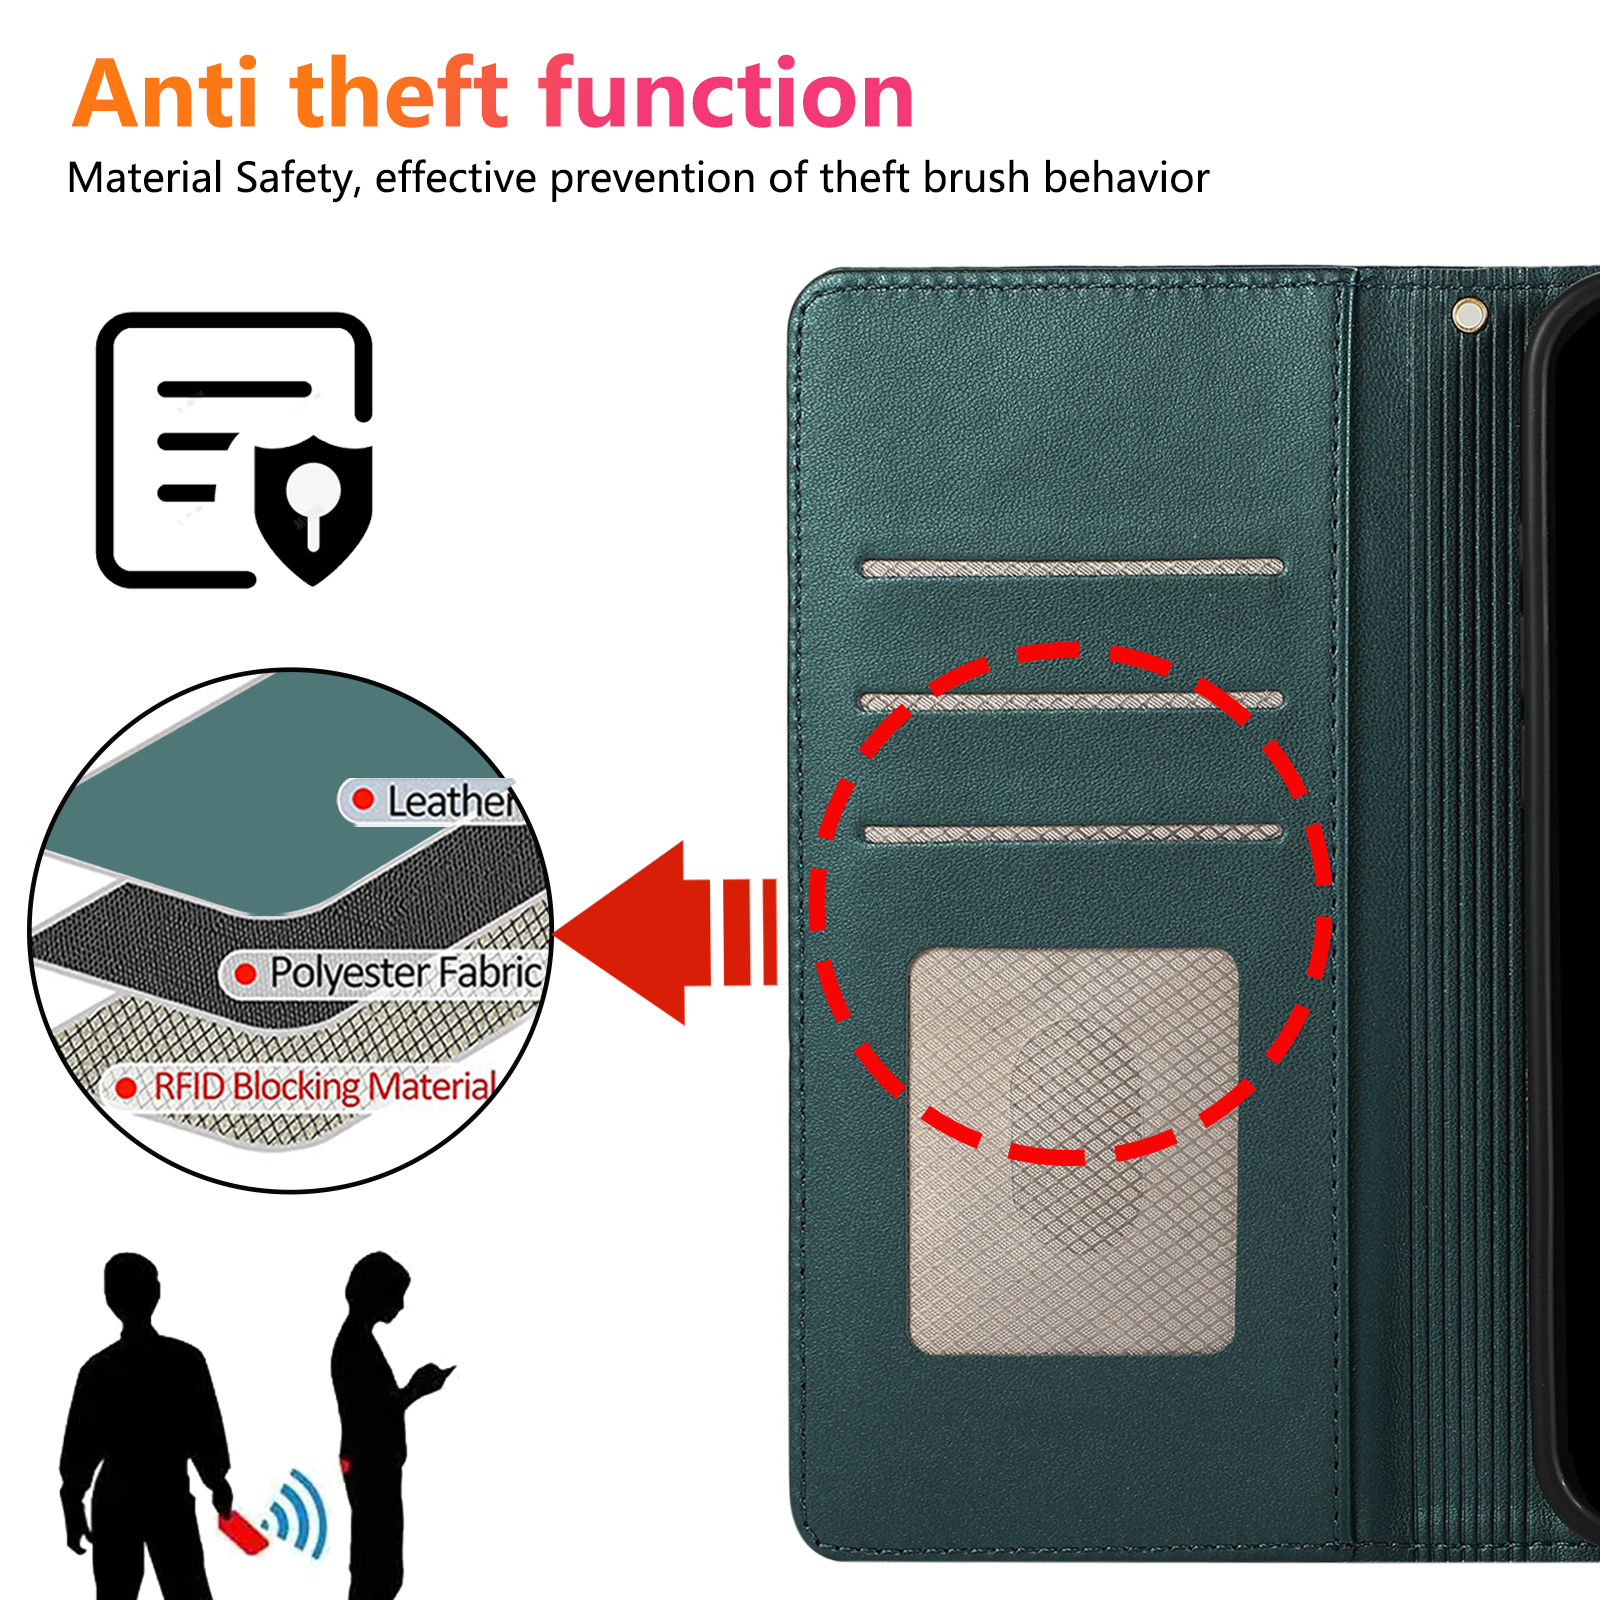 Anti theft function
Material Safety, effective prevention of theft brush behavior
Leather
Polyester Fabric
RFID Blocking Material